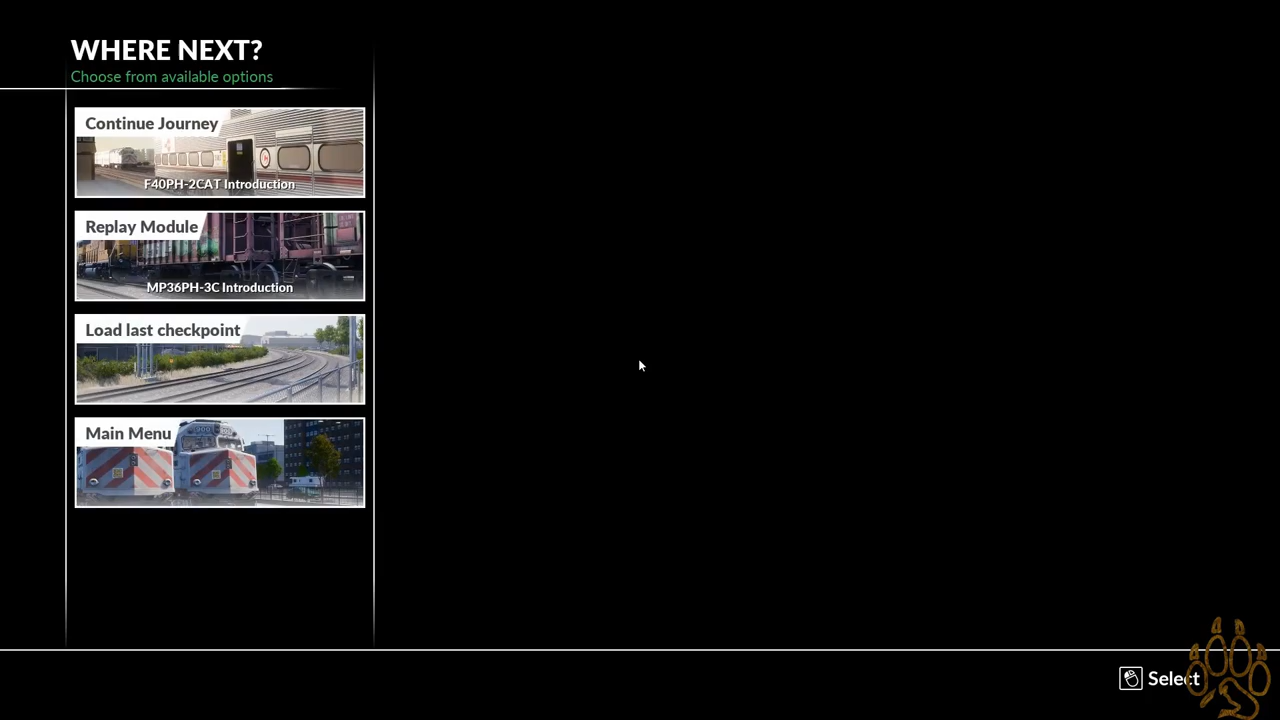 WHERE NEXT?
Choose from available options
Continue Journey
F40PH-2CAT Introduction
Replay Module
MP36PH-3C Introduction
Load last checkpoint
Main Menu
Select